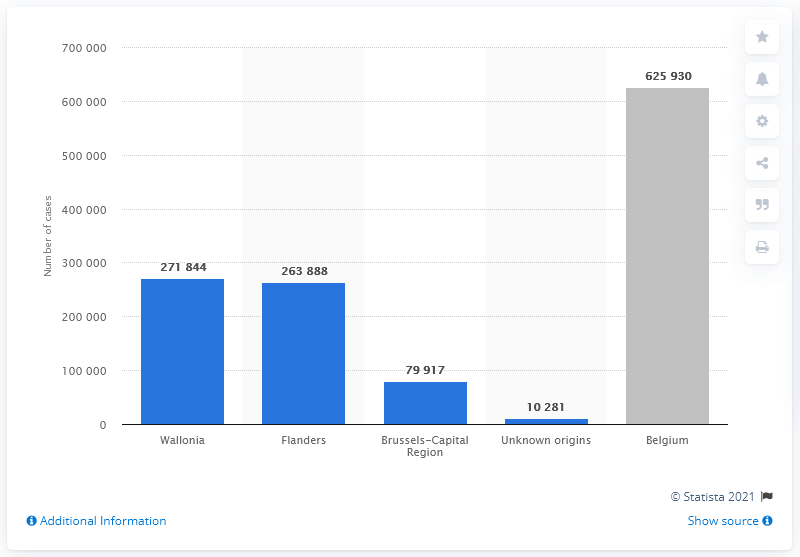 700 000
600 000
500 000
400 000
300 000
200 000
100 000
0
Number of cases
271 844
263 888
79 917
10 281
625 930
Wallonia
Flanders
Brussels-Capital
Region
Unknown origins
Belgium
© Statista 2021
Additional Information
Show source